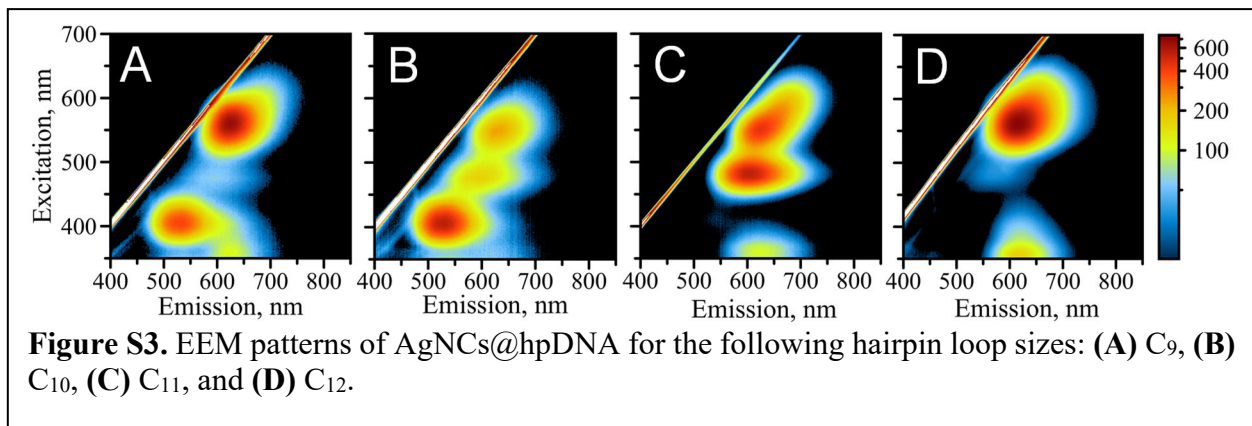 700
600
500
400
Excitation, nm
A
B
C
D
600
400
200
100
400 500 600 700 800
400 500 600 700 800
400 500 600 700 800
400 500 600 700 800
Emission, nm
Emission, nm
Emission, nm
Emission, nm
Figure S3. EEM patterns of AgNCs@hpDNA for the following hairpin loop sizes: (A) C₉, (B)
C₁₀, (C) C₁₁, and (D) C₁₂.